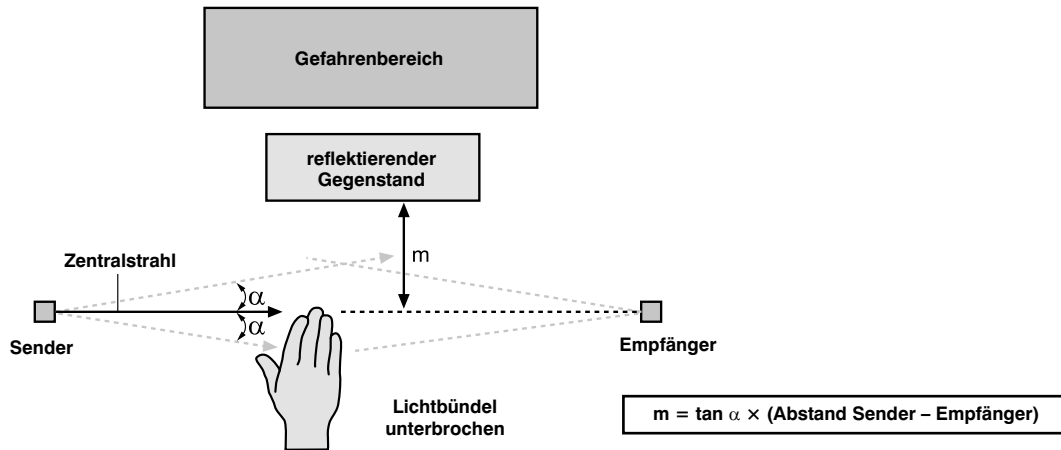 Gefahrenbereich
reflektierender
Gegenstand
m
Zentralstrahl
α
α
Sender
Empfänger
Lichtbündel
unterbrochen
m = tan α × (Abstand Sender – Empfänger)